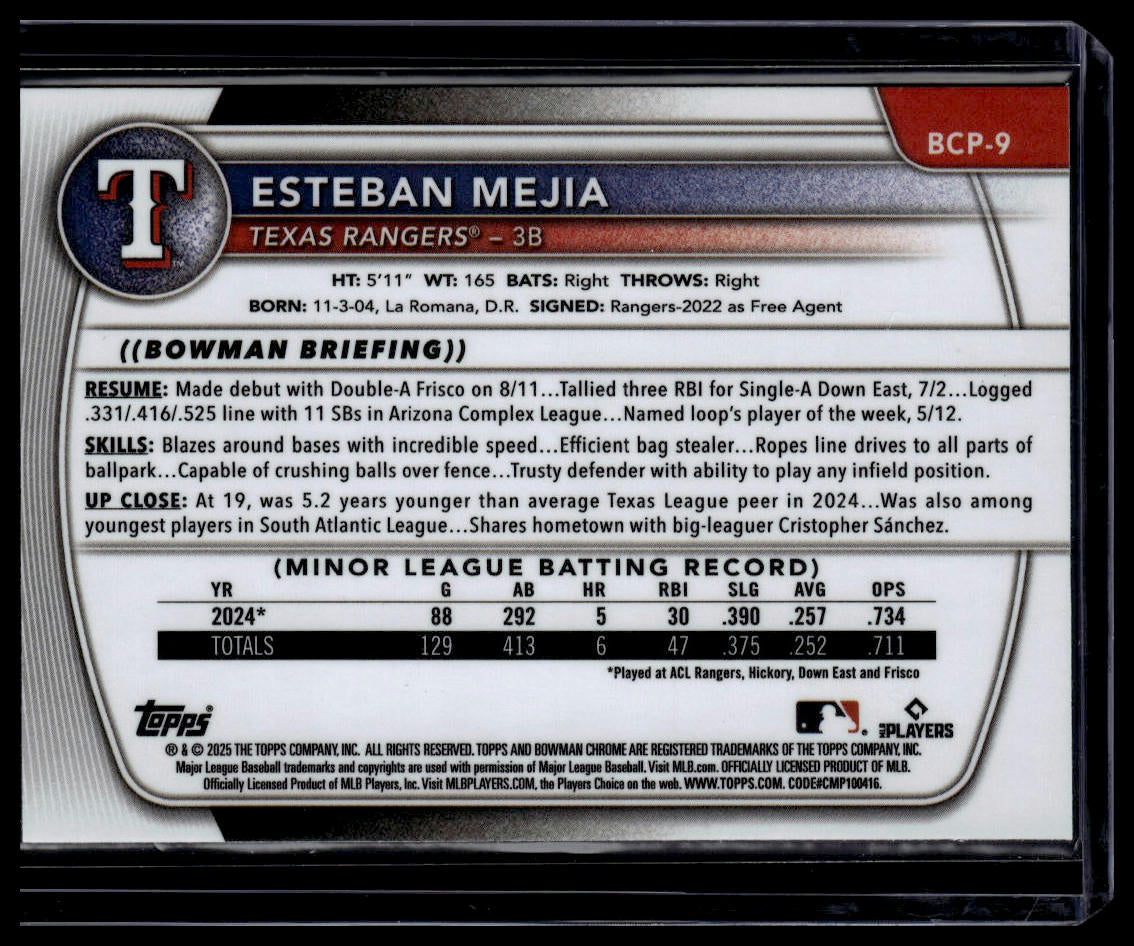 BCP-9
T
TM
ESTEBAN MEJIA
TEXAS RANGERS® – 3B
HT: 5'11" WT: 165 BATS: Right THROWS: Right
BORN: 11-3-04, La Romana, D.R. SIGNED: Rangers-2022 as Free Agent
((BOWMAN BRIEFING))
RESUME: Made debut with Double-A Frisco on 8/11...Tallied three RBI for Single-A Down East, 7/2...Logged
.331/.416/.525 line with 11 SBs in Arizona Complex League...Named loop's player of the week, 5/12.
SKILLS: Blazes around bases with incredible speed...Efficient bag stealer...Ropes line drives to all parts of
ballpark...Capable of crushing balls over fence...Trusty defender with ability to play any infield position.
UP CLOSE: At 19, was 5.2 years younger than average Texas League peer in 2024...Was also among
youngest players in South Atlantic League...Shares hometown with big-leaguer Cristopher Sánchez.
(MINOR LEAGUE BATTING RECORD)
YR G AB HR RBI SLG AVG OPS
2024* 88 292 5 30 .390 .257 .734
TOTALS 129 413 6 47 .375 .252 .711
*Played at ACL Rangers, Hickory, Down East and Frisco
Topps®
MLB PLAYERS
® & © 2025 THE TOPPS COMPANY, INC. ALL RIGHTS RESERVED. TOPPS AND BOWMAN CHROME ARE REGISTERED TRADEMARKS OF THE TOPPS COMPANY, INC.
Major League Baseball trademarks and copyrights are used with permission of Major League Baseball. Visit MLB.com. OFFICIALLY LICENSED PRODUCT OF MLB.
Officially Licensed Product of MLB Players, Inc. Visit MLBPLAYERS.COM, the Players Choice on the web. WWW.TOPPS.COM. CODE#CMP100416.